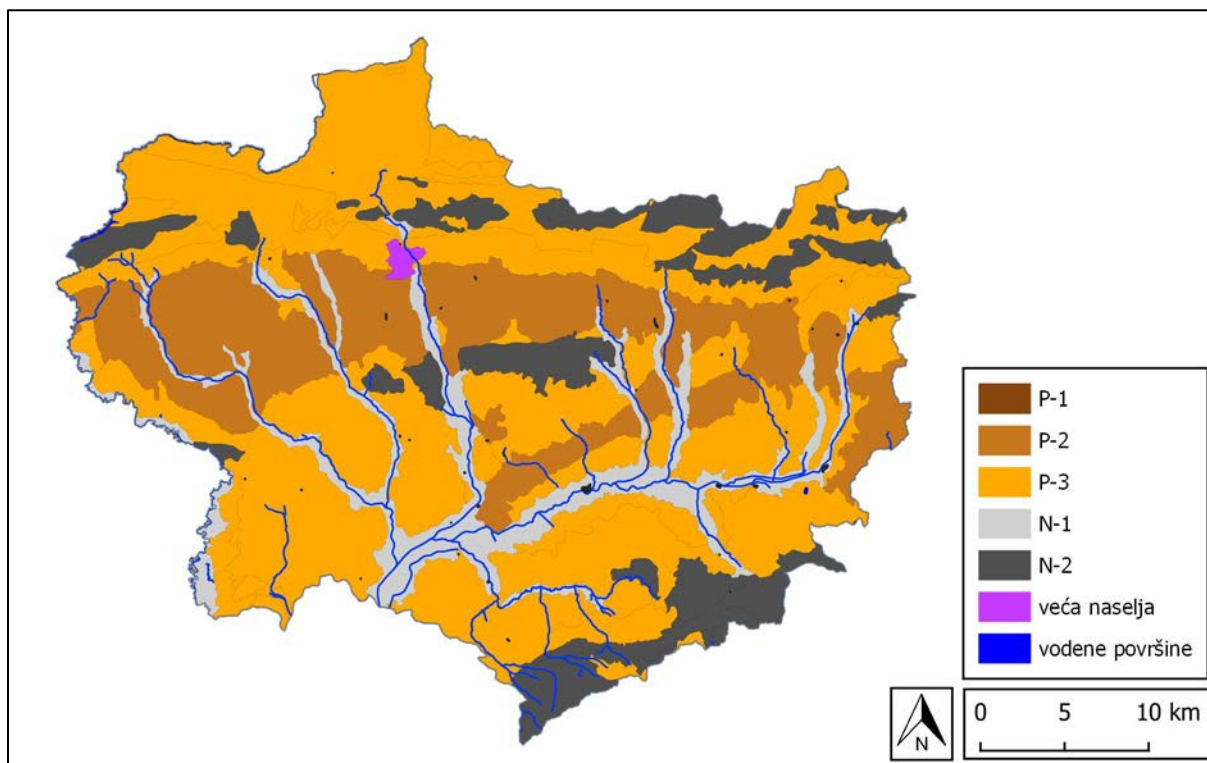 P-1
P-2
P-3
N-1
N-2
veća naselja
vodene površine
N
0 5 10 km